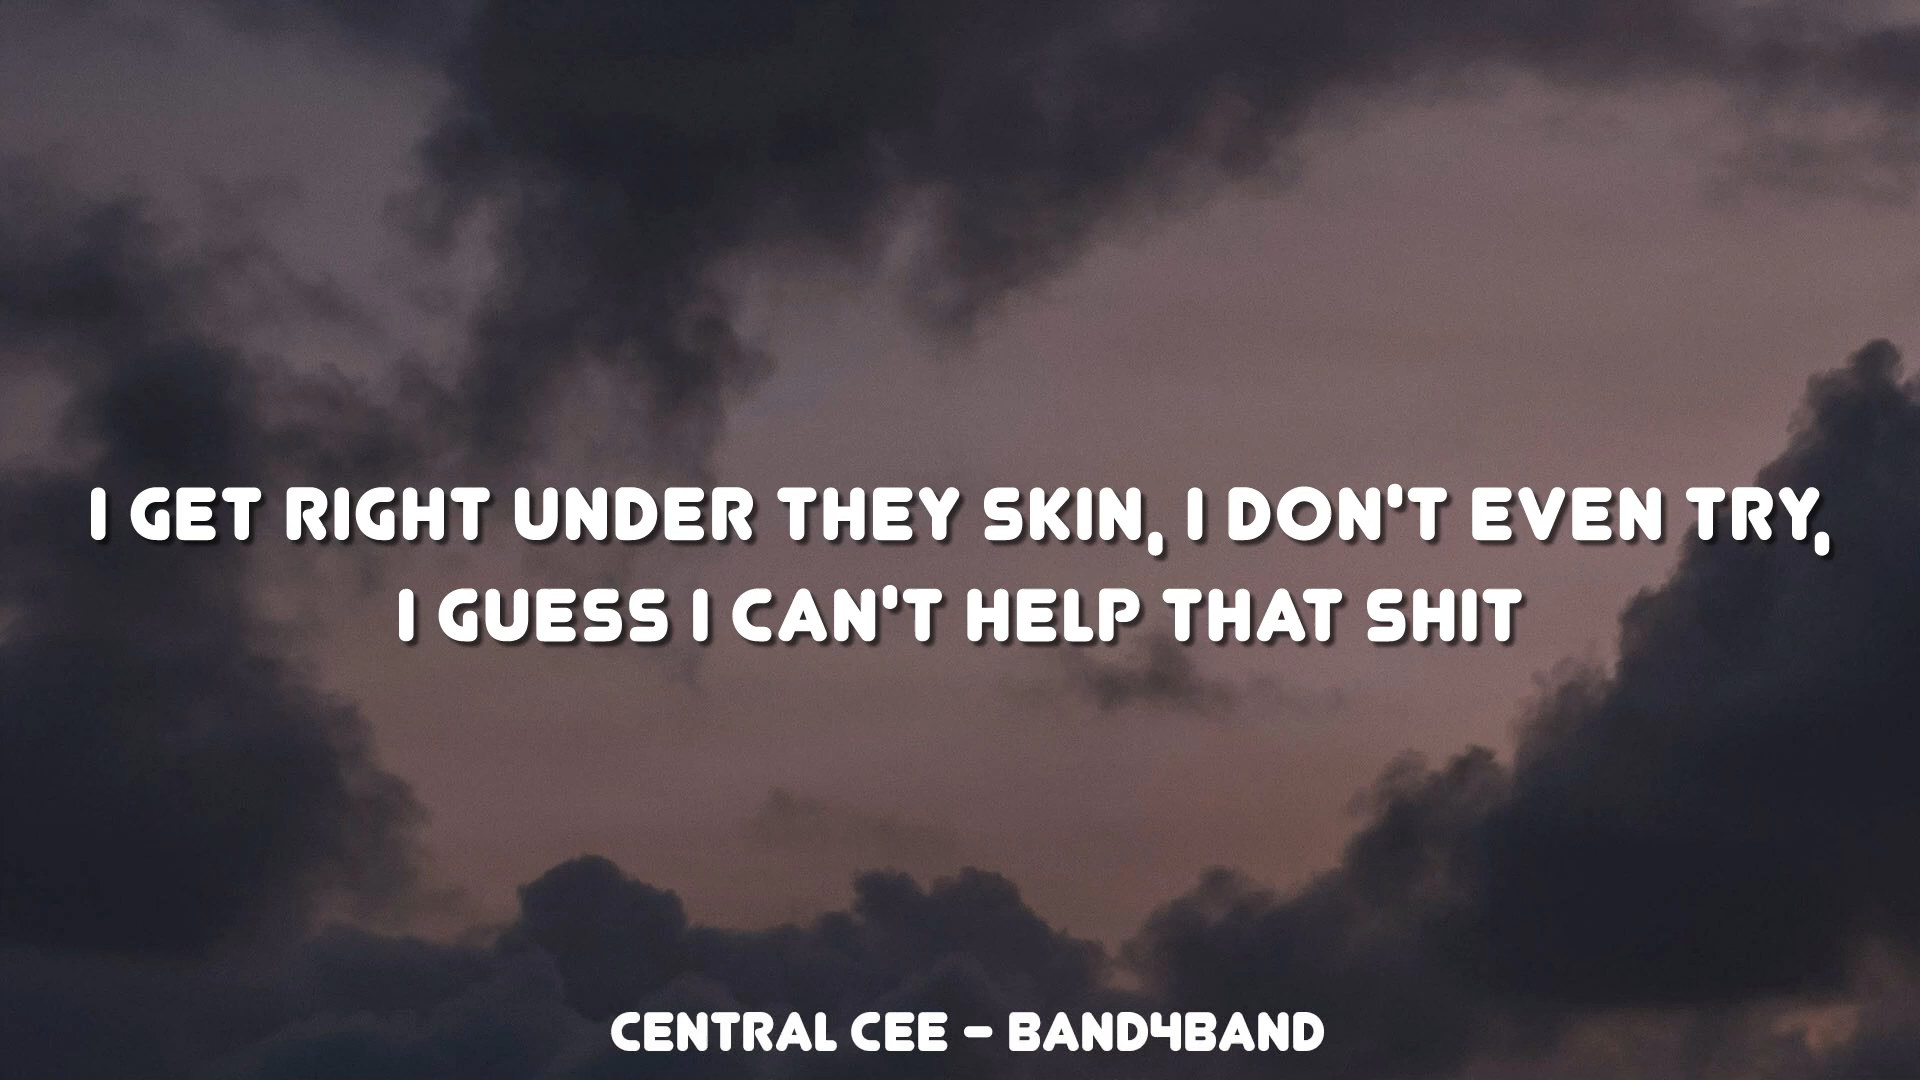 I GET RIGHT UNDER THEY SKIN, I DON'T EVEN TRY,
I GUESS I CAN'T HELP THAT SHIT
CENTRAL CEE - BAND4BAND